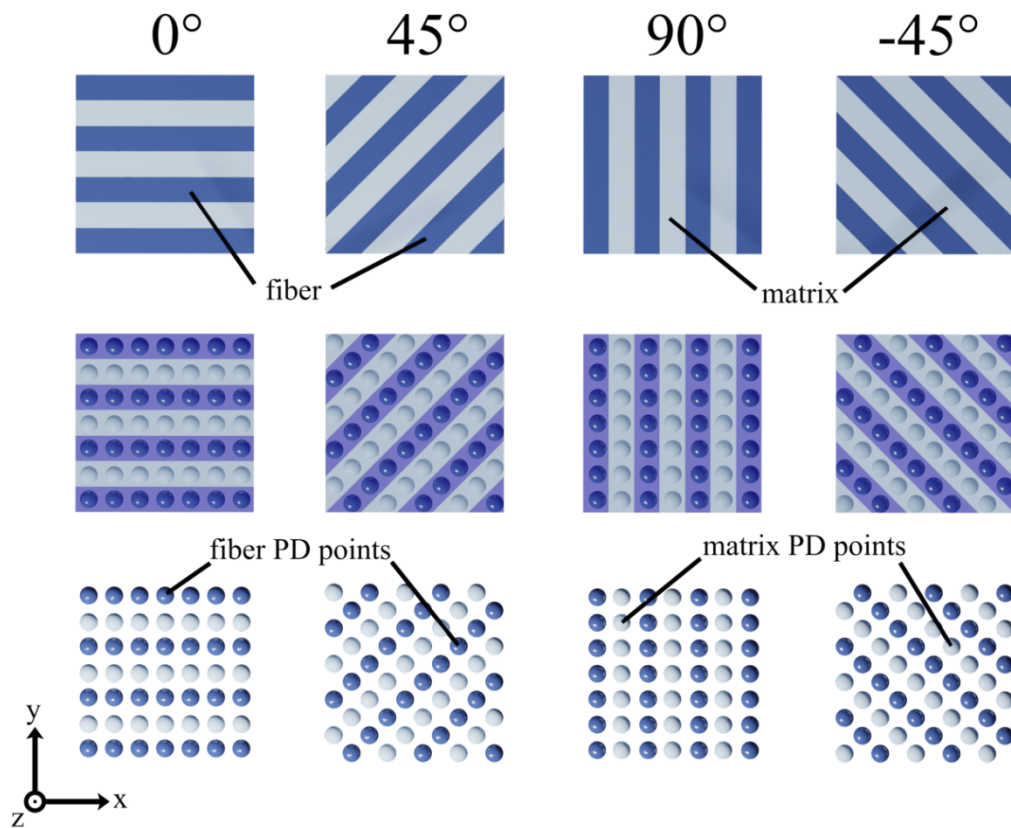 0°
45°
90°
-45°
fiber
matrix
fiber PD points
matrix PD points
y
x
z